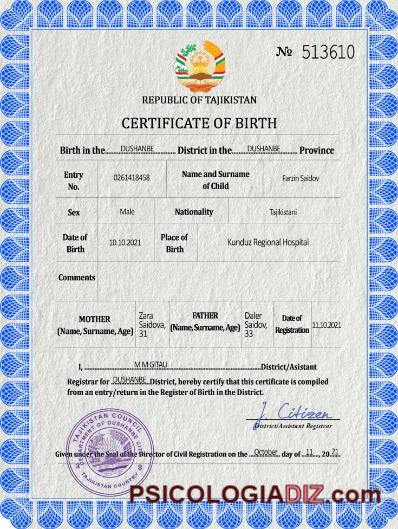 № 513610
REPUBLIC OF TAJIKISTAN
CERTIFICATE OF BIRTH
Birth in the DUSHANBE District in the DUSHANBE Province
Entry No. 0261418458 Name and Surname of Child Farzin Saidov
Sex Male Nationality Tajikistani
Date of Birth 10.10.2021 Place of Birth Kunduz Regional Hospital
Comments
MOTHER (Name, Surname, Age) Zara Saidova, 31 FATHER (Name, Surname, Age) Daler Saidov, 33 Date of Registration 11.10.2021
I, M M GITAU District/Asistant
Registrar for DUSHANBE District, hereby certify that this certificate is compiled
from an entry/return in the Register of Birth in the District.
J. Citizen
District/Assistant Registrar
TAJIKISTAN COUNCIL
Given under the Seal of the Director of Civil Registration on the October day of 11, 2021
PSICOLOGIADIZ.com